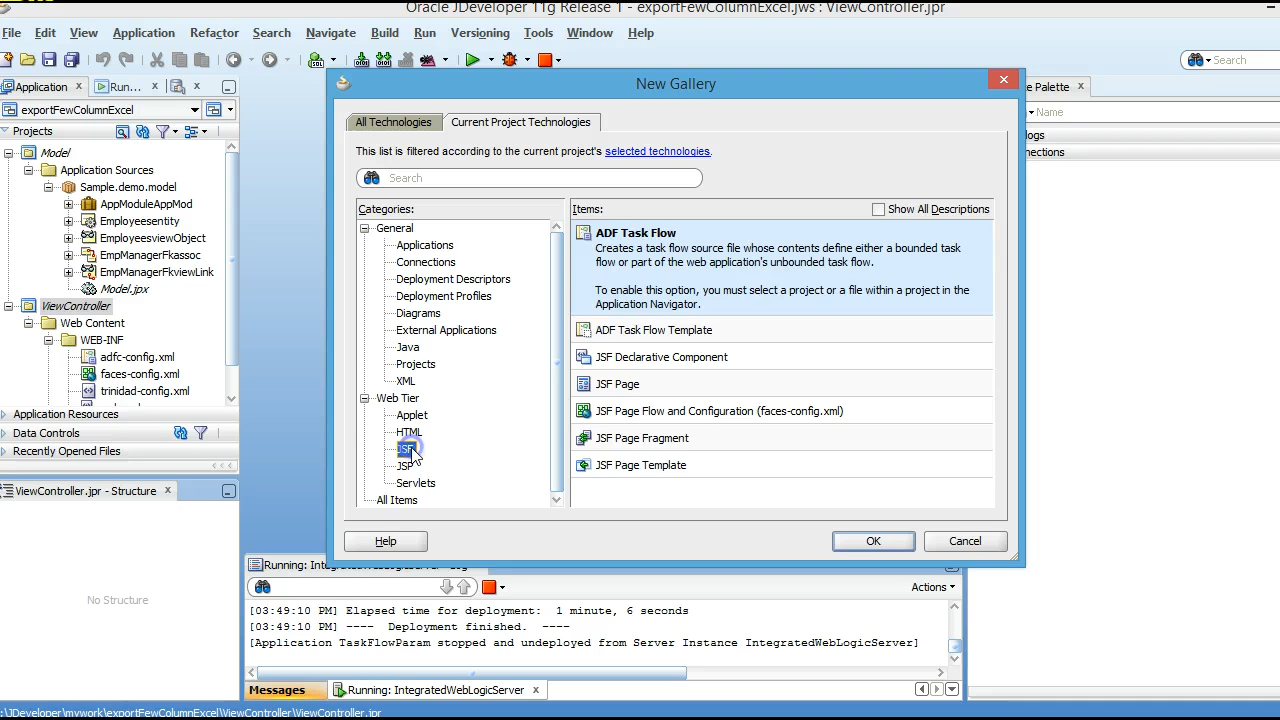 Oracle JDeveloper 11g Release 1 - exportFewColumnExcel.jws : ViewController.jpr
File Edit View Application Refactor Search Navigate Build Run Versioning Tools Window Help
Search
Application
Run...
exportFewColumnExcel
Projects
Model
Application Sources
Sample.demo.model
AppModuleAppMod
Employeesentity
EmployeesviewObject
EmpManagerFkassoc
EmpManagerFkviewLink
Model.jpx
ViewController
Web Content
WEB-INF
adfc-config.xml
faces-config.xml
trinidad-config.xml
Application Resources
Data Controls
Recently Opened Files
ViewController.jpr - Structure
No Structure
New Gallery
All Technologies
Current Project Technologies
This list is filtered according to the current project's selected technologies.
Search
Categories:
General
Applications
Connections
Deployment Descriptors
Deployment Profiles
Diagrams
External Applications
Java
Projects
XML
Web Tier
Applet
HTML
JSF
JSP
Servlets
All Items
Items:
Show All Descriptions
ADF Task Flow
Creates a task flow source file whose contents define either a bounded task
flow or part of the web application's unbounded task flow.
To enable this option, you must select a project or a file within a project in the
Application Navigator.
ADF Task Flow Template
JSF Declarative Component
JSF Page
JSF Page Flow and Configuration (faces-config.xml)
JSF Page Fragment
JSF Page Template
Help
OK
Cancel
e Palette
Name
logs
nections
Running: IntegratedWebLogicServer - Log
Actions
[03:49:10 PM] Elapsed time for deployment: 1 minute, 6 seconds
[03:49:10 PM] ---- Deployment finished. ----
[Application TaskFlowParam stopped and undeployed from Server Instance IntegratedWebLogicServer]
Messages
Running: IntegratedWebLogicServer
:\JDeveloper\mywork\exportFewColumnExcel\ViewController\ViewController.jpr